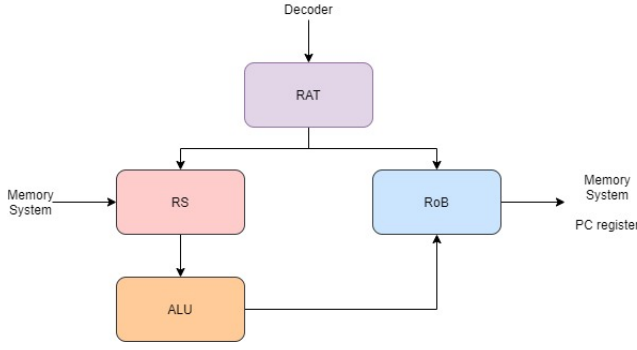 Decoder
RAT
Memory
System
RS
RoB
Memory
System
PC register
ALU